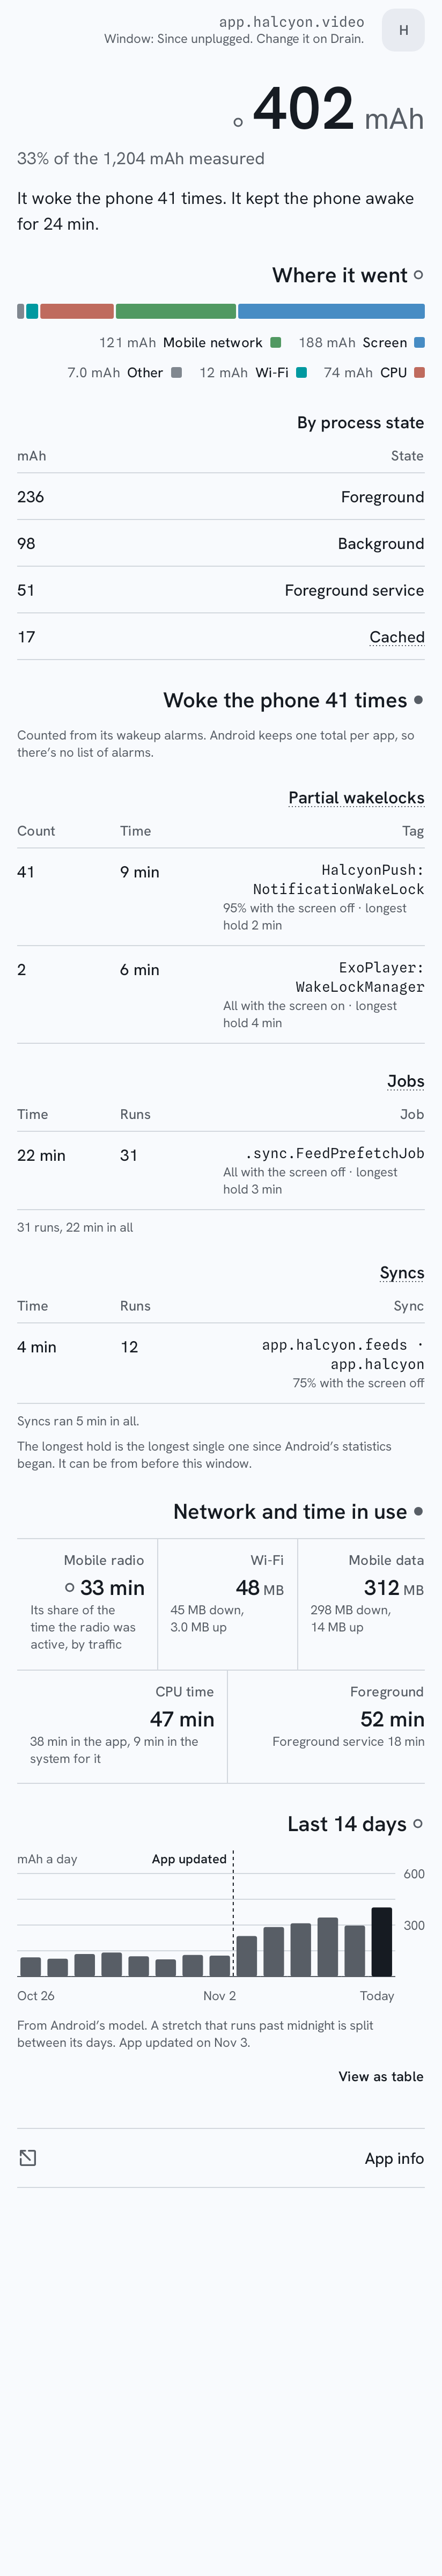 app.halcyon.video
Window: Since unplugged. Change it on Drain.
H
402 mAh
33% of the 1,204 mAh measured
It woke the phone 41 times. It kept the phone awake
for 24 min.
Where it went
121 mAh Mobile network 188 mAh Screen
7.0 mAh Other 12 mAh Wi-Fi 74 mAh CPU
By process state
mAh State
236 Foreground
98 Background
51 Foreground service
17 Cached
Woke the phone 41 times
Counted from its wakeup alarms. Android keeps one total per app, so
there’s no list of alarms.
Partial wakelocks
Count Time Tag
41 9 min HalcyonPush:
NotificationWakeLock
95% with the screen off · longest
hold 2 min
2 6 min ExoPlayer:
WakeLockManager
All with the screen on · longest
hold 4 min
Jobs
Time Runs Job
22 min 31 .sync.FeedPrefetchJob
All with the screen off · longest
hold 3 min
31 runs, 22 min in all
Syncs
Time Runs Sync
4 min 12 app.halcyon.feeds ·
app.halcyon
75% with the screen off
Syncs ran 5 min in all.
The longest hold is the longest single one since Android’s statistics
began. It can be from before this window.
Network and time in use
Mobile radio Wi-Fi Mobile data
33 min 48 MB 312 MB
Its share of the 45 MB down, 298 MB down,
time the radio was 3.0 MB up 14 MB up
active, by traffic
CPU time Foreground
47 min 52 min
38 min in the app, 9 min in the Foreground service 18 min
system for it
Last 14 days
mAh a day App updated
600
300
Oct 26 Nov 2 Today
From Android’s model. A stretch that runs past midnight is split
between its days. App updated on Nov 3.
View as table
App info